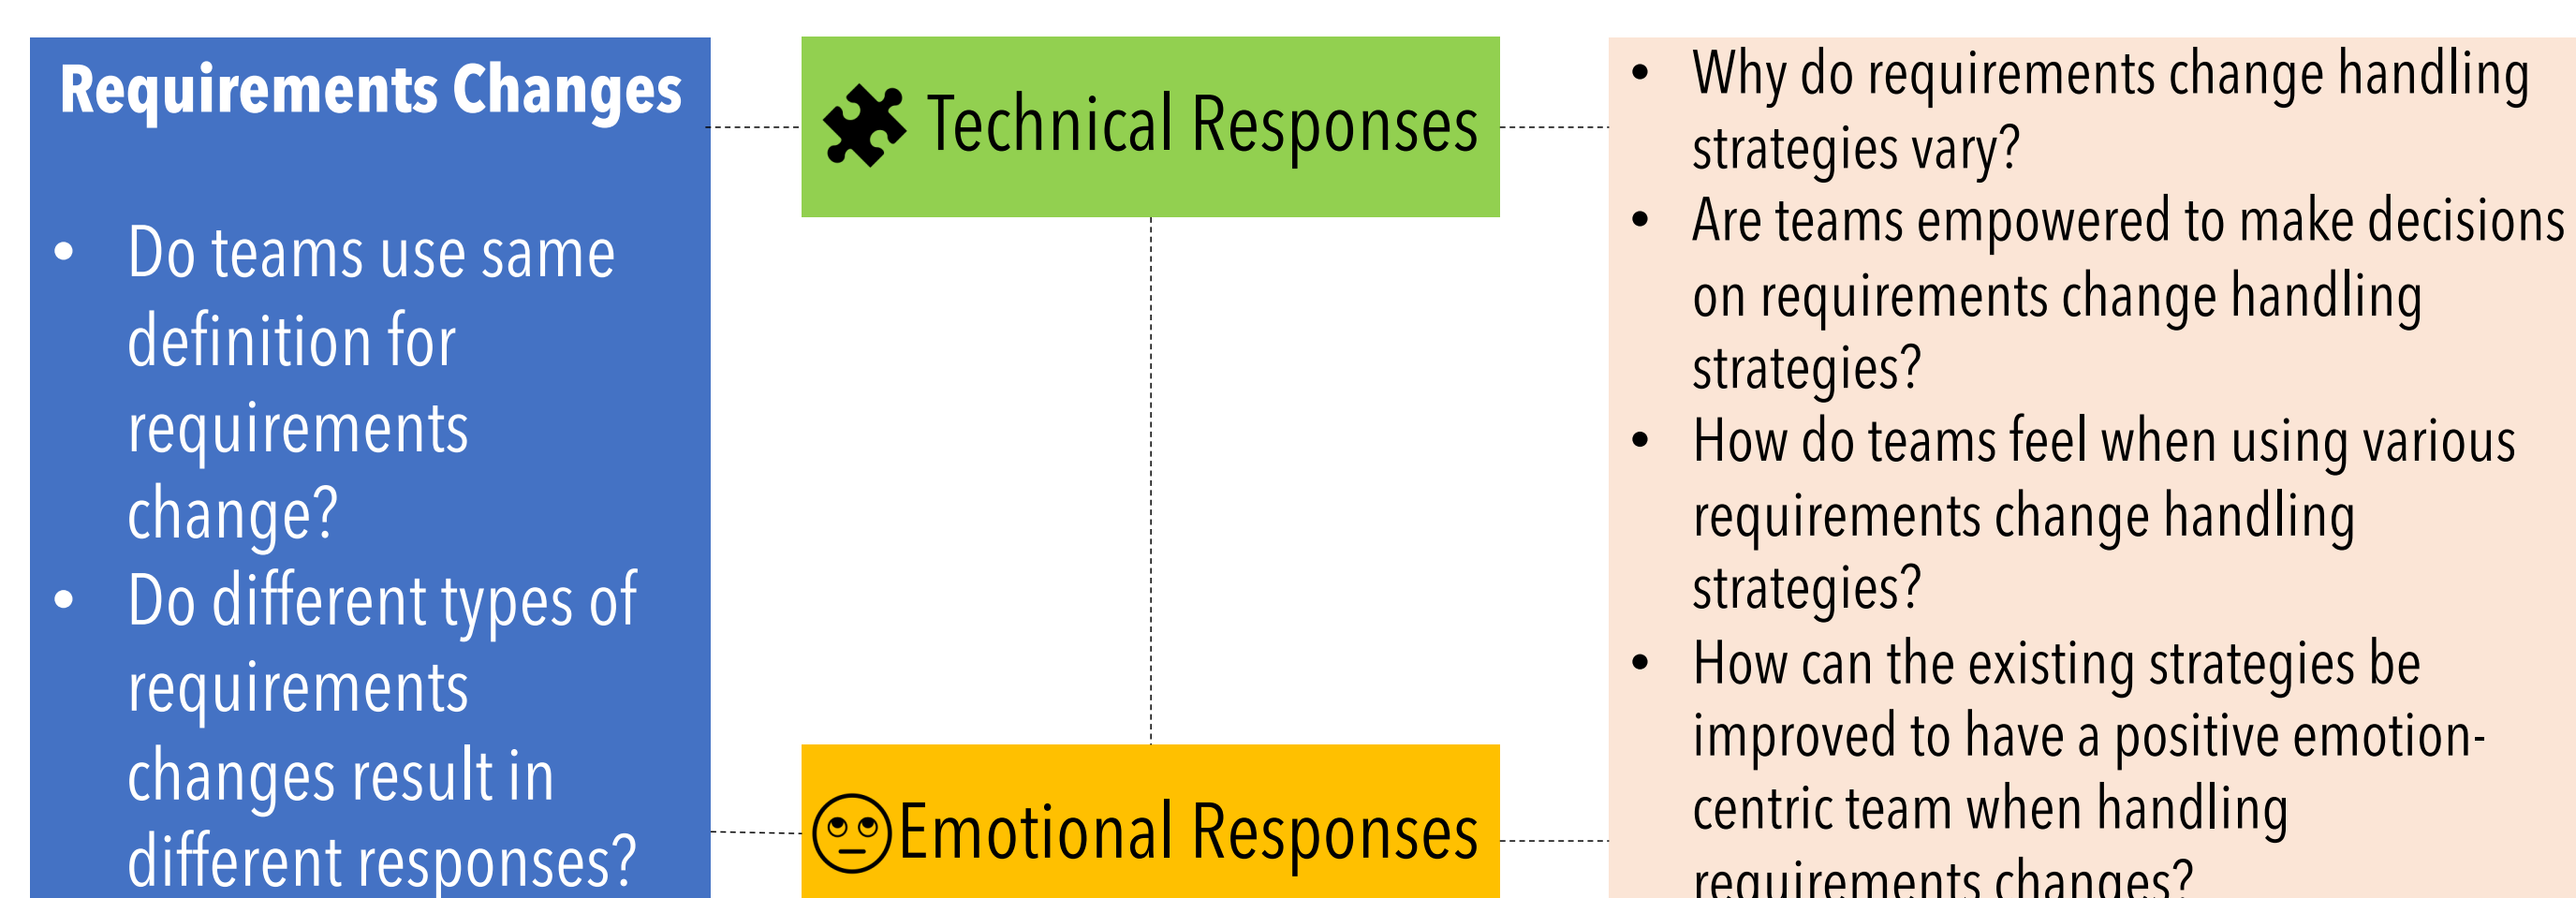 Requirements Changes
• Do teams use same
definition for
requirements
change?
• Do different types of
requirements
changes result in
different responses?
Technical Responses
Emotional Responses
• Why do requirements change handling
strategies vary?
• Are teams empowered to make decisions
on requirements change handling
strategies?
• How do teams feel when using various
requirements change handling
strategies?
• How can the existing strategies be
improved to have a positive emotion-
centric team when handling
requirements changes?